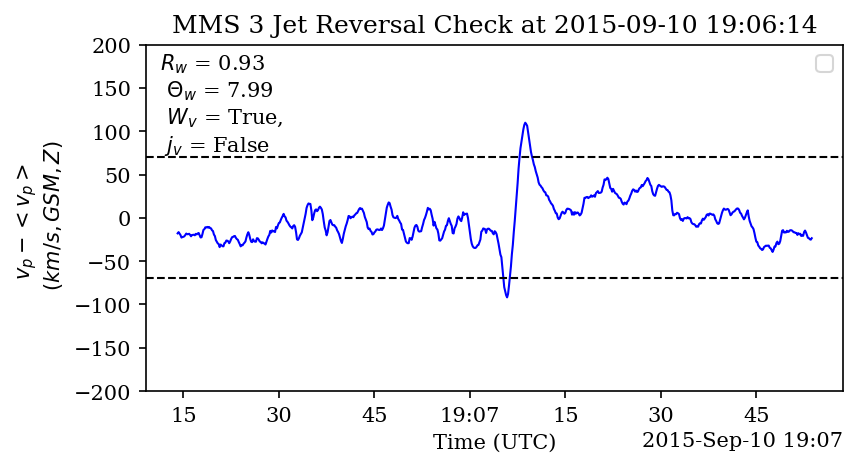 MMS 3 Jet Reversal Check at 2015-09-10 19:06:14
R_w = 0.93
Θ_w = 7.99
W_v = True,
j_v = False
v_p − < v_p >
(km/s, GSM, Z)
200
150
100
50
0
−50
−100
−150
−200
15 30 45 19:07 15 30 45
Time (UTC)
2015-Sep-10 19:07